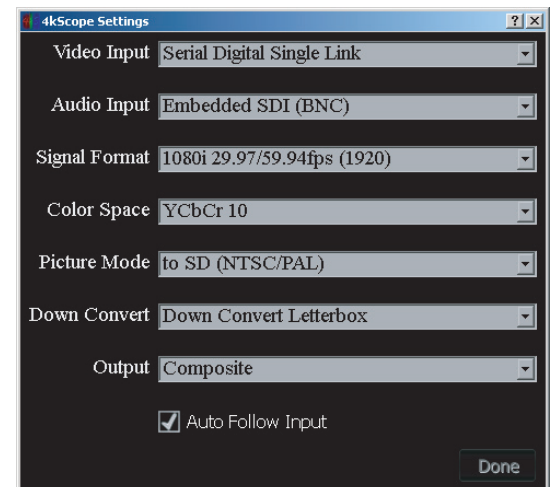 4kScope Settings
Video Input Serial Digital Single Link
Audio Input Embedded SDI (BNC)
Signal Format 1080i 29.97/59.94fps (1920)
Color Space YCbCr 10
Picture Mode to SD (NTSC/PAL)
Down Convert Down Convert Letterbox
Output Composite
Auto Follow Input
Done